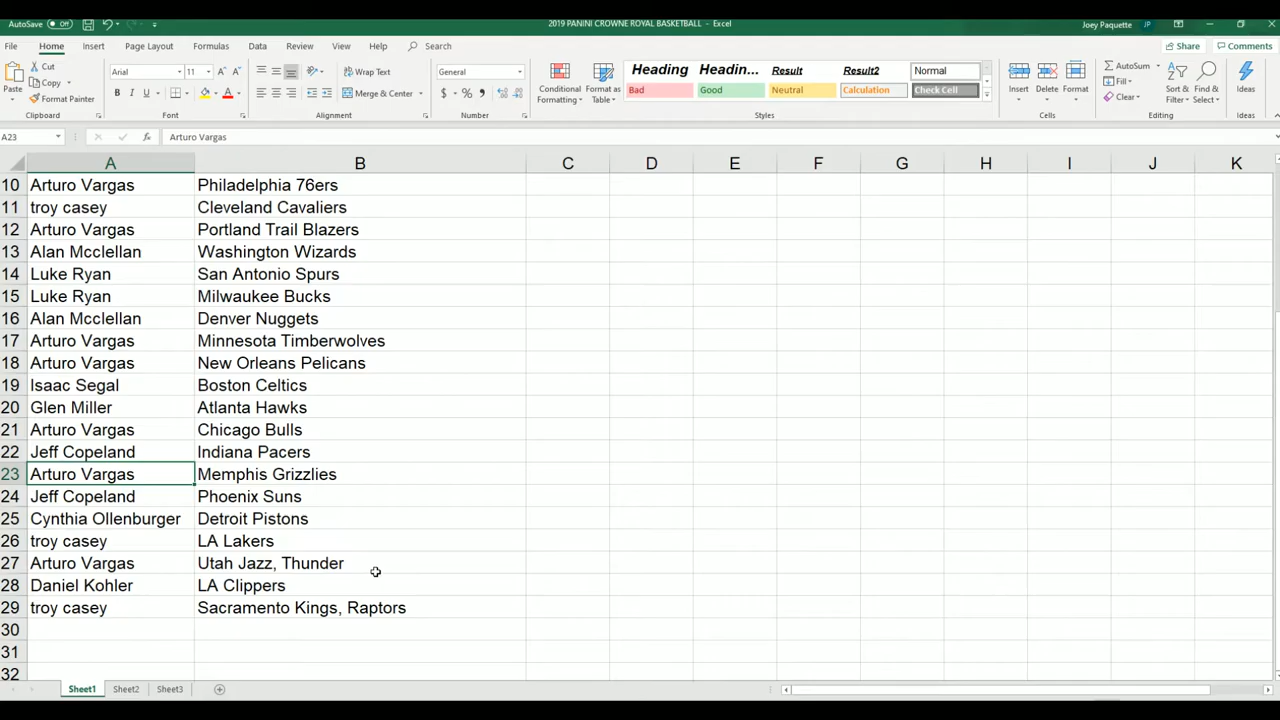 AutoSave Off 2019 PANINI CROWNE ROYAL BASKETBALL – Excel Joey Paquette JP
File Home Insert Page Layout Formulas Data Review View Help Search Share Comments
Cut
Copy
Format Painter
Paste
Clipboard
Arial 11
B I U
Font
Wrap Text
Merge & Center
Alignment
General
$ % ,
Number
Conditional Formatting
Format as Table
Heading Headin... Result Result2 Normal
Bad Good Neutral Calculation Check Cell
Styles
Insert Delete Format
Cells
AutoSum
Fill
Clear
Sort & Filter
Find & Select
Editing
Ideas
Ideas
A23 fx Arturo Vargas
A B C D E F G H I J K
10 Arturo Vargas Philadelphia 76ers
11 troy casey Cleveland Cavaliers
12 Arturo Vargas Portland Trail Blazers
13 Alan Mcclellan Washington Wizards
14 Luke Ryan San Antonio Spurs
15 Luke Ryan Milwaukee Bucks
16 Alan Mcclellan Denver Nuggets
17 Arturo Vargas Minnesota Timberwolves
18 Arturo Vargas New Orleans Pelicans
19 Isaac Segal Boston Celtics
20 Glen Miller Atlanta Hawks
21 Arturo Vargas Chicago Bulls
22 Jeff Copeland Indiana Pacers
23 Arturo Vargas Memphis Grizzlies
24 Jeff Copeland Phoenix Suns
25 Cynthia Ollenburger Detroit Pistons
26 troy casey LA Lakers
27 Arturo Vargas Utah Jazz, Thunder
28 Daniel Kohler LA Clippers
29 troy casey Sacramento Kings, Raptors
30
31
32
Sheet1 Sheet2 Sheet3